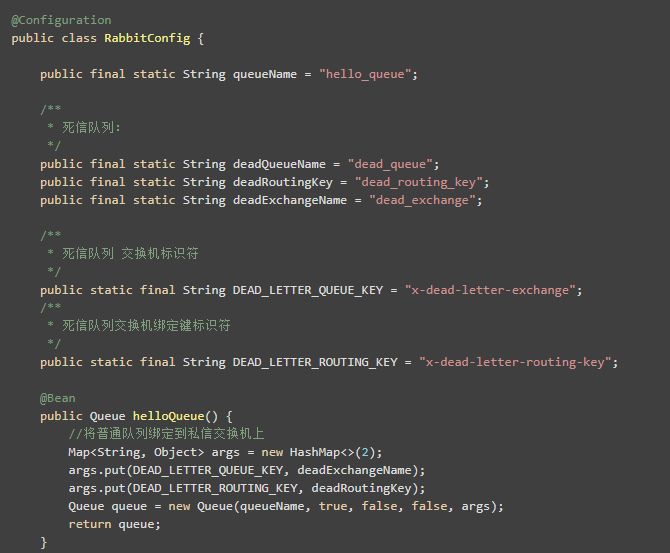 @Configuration
public class RabbitConfig {
public final static String queueName = "hello_queue";
/**
* 死信队列：
*/
public final static String deadQueueName = "dead_queue";
public final static String deadRoutingKey = "dead_routing_key";
public final static String deadExchangeName = "dead_exchange";
/**
* 死信队列 交换机标识符
*/
public static final String DEAD_LETTER_QUEUE_KEY = "x-dead-letter-exchange";
/**
* 死信队列交换机绑定键标识符
*/
public static final String DEAD_LETTER_ROUTING_KEY = "x-dead-letter-routing-key";
@Bean
public Queue helloQueue() {
//将普通队列绑定到私信交换机上
Map<String, Object> args = new HashMap<>(2);
args.put(DEAD_LETTER_QUEUE_KEY, deadExchangeName);
args.put(DEAD_LETTER_ROUTING_KEY, deadRoutingKey);
Queue queue = new Queue(queueName, true, false, false, args);
return queue;
}